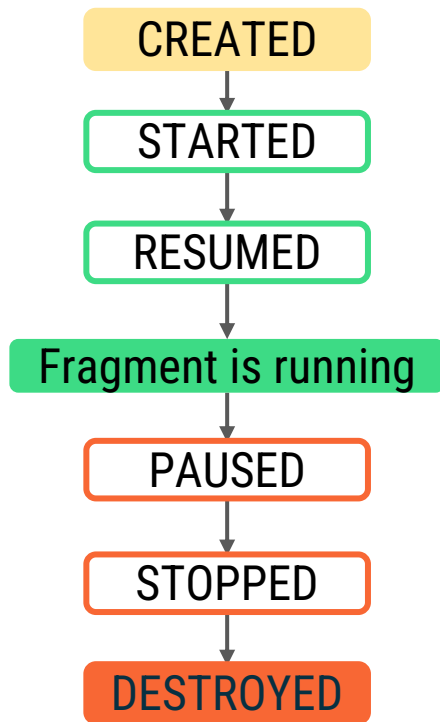 CREATED
STARTED
RESUMED
Fragment is running
PAUSED
STOPPED
DESTROYED